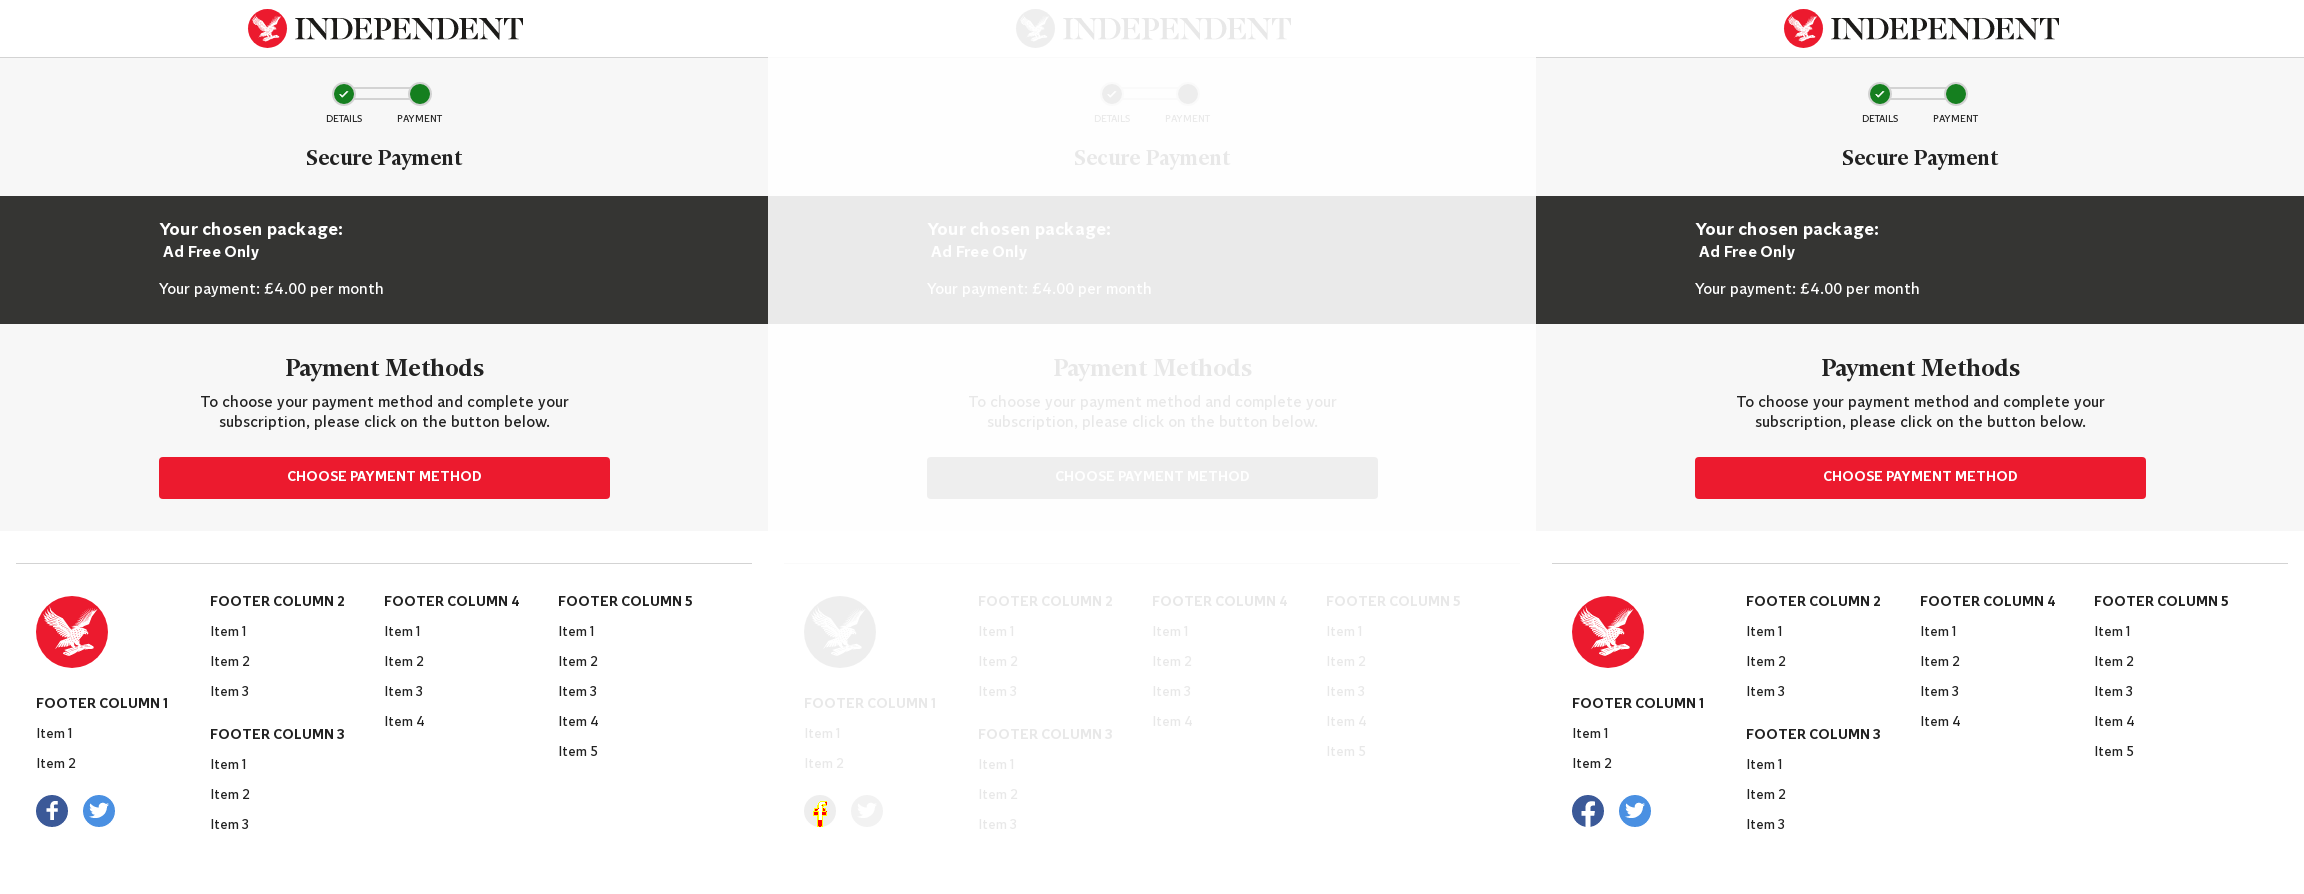 INDEPENDENT
DETAILS PAYMENT
Secure Payment
Your chosen package:
Ad Free Only
Your payment: £4.00 per month
Payment Methods
To choose your payment method and complete your
subscription, please click on the button below.
CHOOSE PAYMENT METHOD
FOOTER COLUMN 1
Item 1
Item 2
FOOTER COLUMN 2
Item 1
Item 2
Item 3
FOOTER COLUMN 3
Item 1
Item 2
Item 3
FOOTER COLUMN 4
Item 1
Item 2
Item 3
Item 4
FOOTER COLUMN 5
Item 1
Item 2
Item 3
Item 4
Item 5
INDEPENDENT
DETAILS PAYMENT
Secure Payment
Your chosen package:
Ad Free Only
Your payment: £4.00 per month
Payment Methods
To choose your payment method and complete your
subscription, please click on the button below.
CHOOSE PAYMENT METHOD
FOOTER COLUMN 1
Item 1
Item 2
FOOTER COLUMN 2
Item 1
Item 2
Item 3
FOOTER COLUMN 3
Item 1
Item 2
Item 3
FOOTER COLUMN 4
Item 1
Item 2
Item 3
Item 4
FOOTER COLUMN 5
Item 1
Item 2
Item 3
Item 4
Item 5
INDEPENDENT
DETAILS PAYMENT
Secure Payment
Your chosen package:
Ad Free Only
Your payment: £4.00 per month
Payment Methods
To choose your payment method and complete your
subscription, please click on the button below.
CHOOSE PAYMENT METHOD
FOOTER COLUMN 1
Item 1
Item 2
FOOTER COLUMN 2
Item 1
Item 2
Item 3
FOOTER COLUMN 3
Item 1
Item 2
Item 3
FOOTER COLUMN 4
Item 1
Item 2
Item 3
Item 4
FOOTER COLUMN 5
Item 1
Item 2
Item 3
Item 4
Item 5